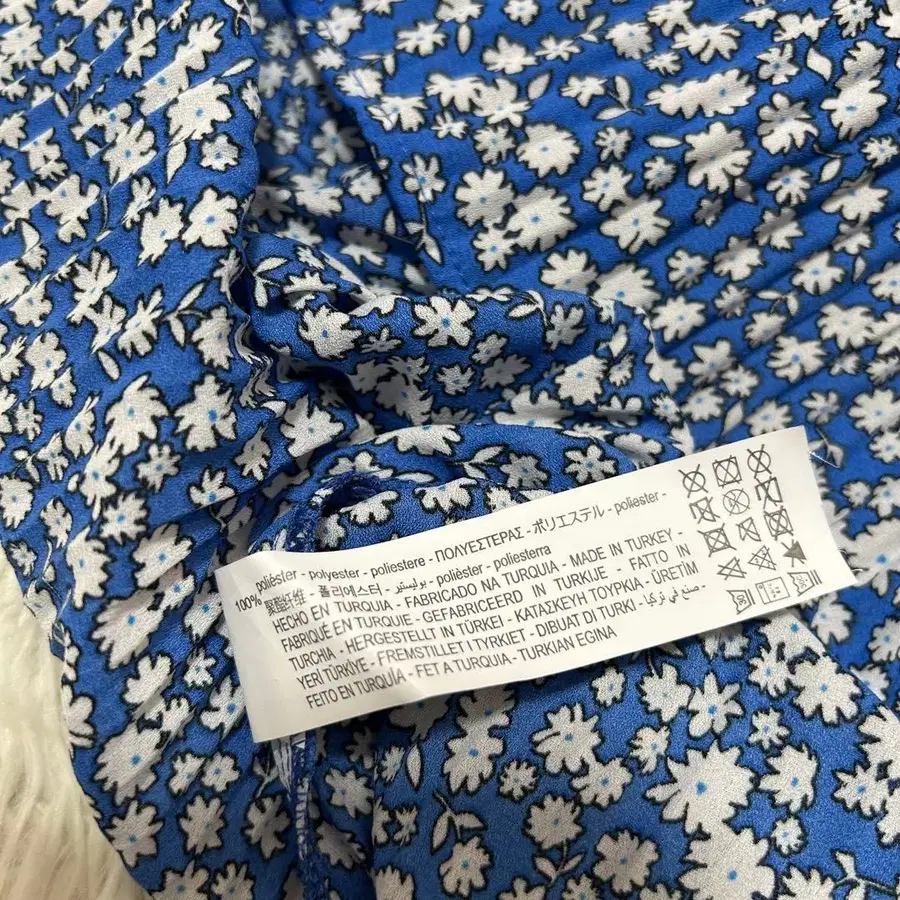 100% poliéster - polyester - poliestere - ΠΟΛΥΕΣΤΕΡΑΣ - ポリエステル - poliester -
聚酯纤维 - 폴리에스터 - بوليستير - polièster - poliesterra
HECHO EN TURQUIA - FABRICADO NA TURQUIA - MADE IN TURKEY -
FABRIQUÉ EN TURQUIE - GEFABRICEERD IN TURKIJE - FATTO IN
TURCHIA - HERGESTELLT IN TÜRKEI - ΚΑΤΑΣΚΕΥΗ ΤΟΥΡΚΙΑ - ÜRETİM
YERİ TÜRKİYE - FREMSTILLET I TYRKIET - DIBUAT DI TURKI - صنع في تركيا -
FEITO EN TURQUÍA - FET A TURQUIA - TURKIAN EGINA